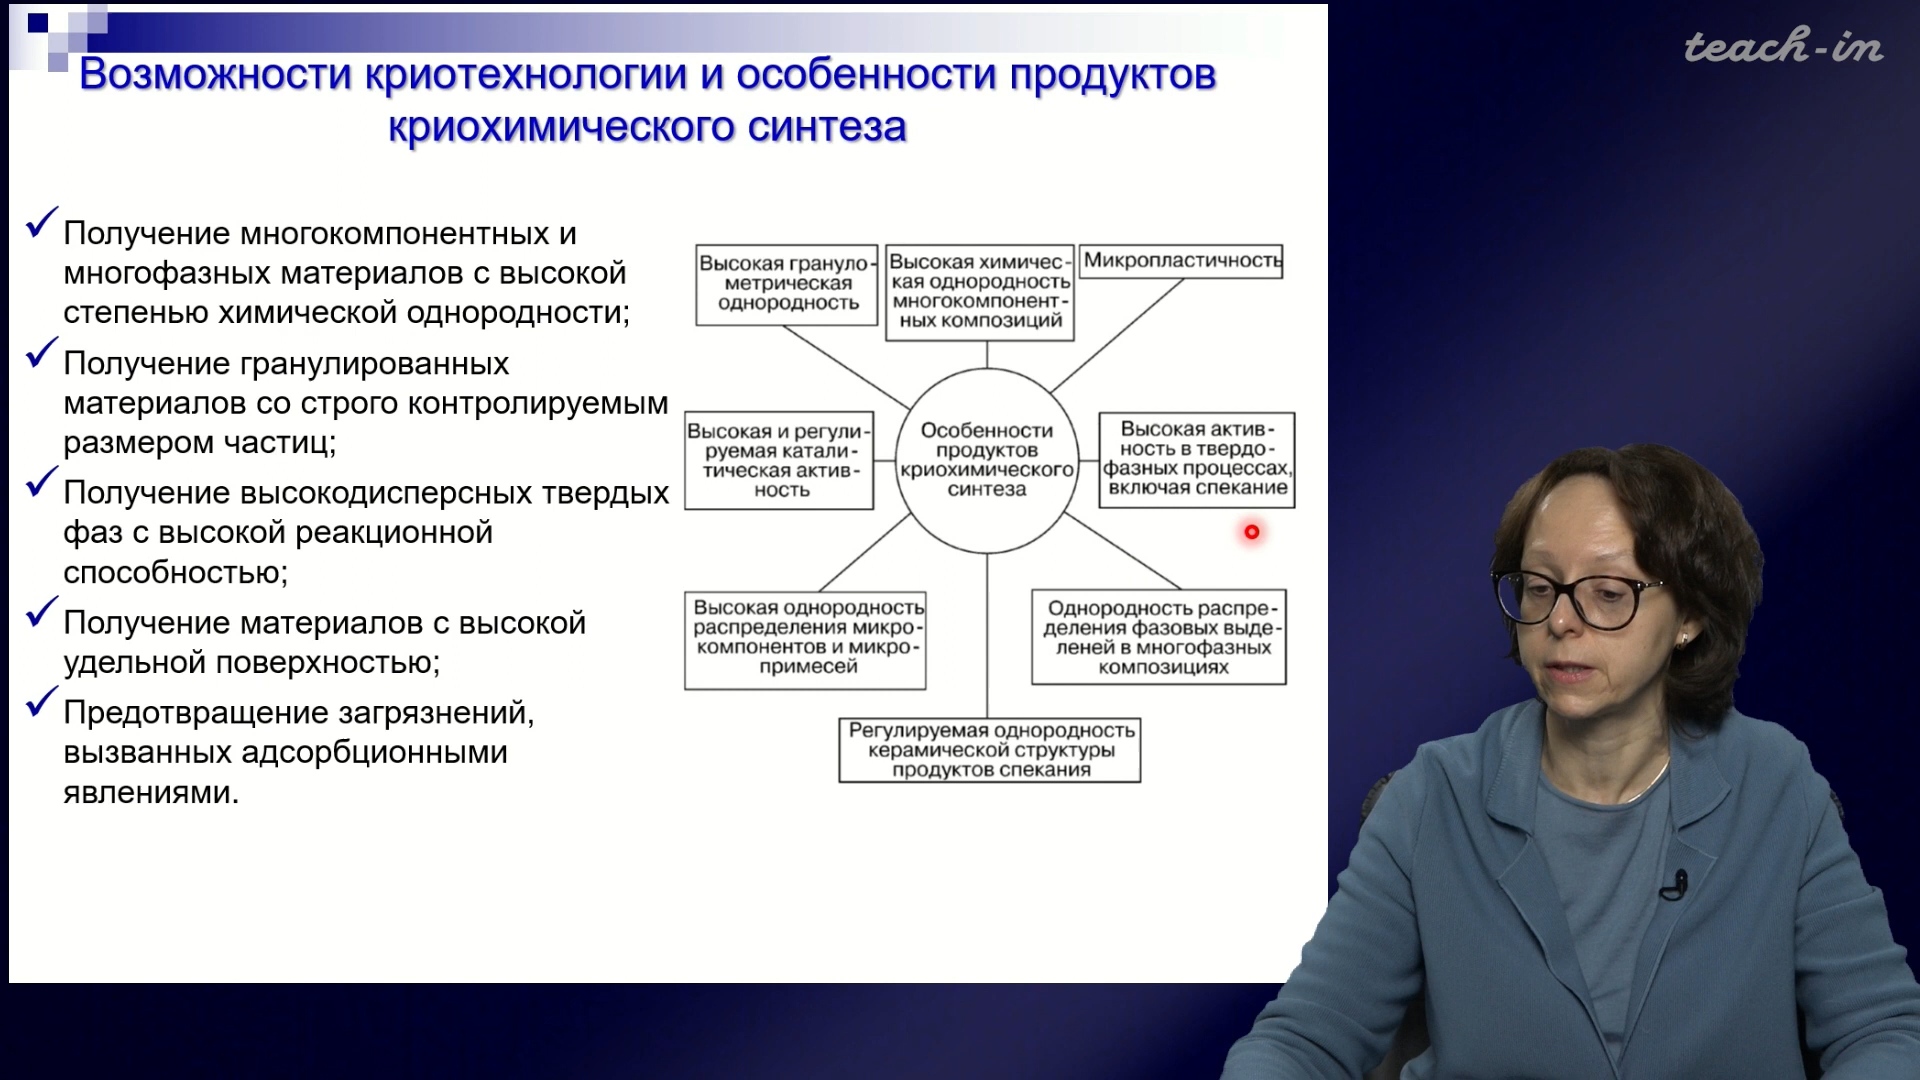 teach-in
Возможности криотехнологии и особенности продуктов
криохимического синтеза
Получение многокомпонентных и
многофазных материалов с высокой
степенью химической однородности;
Получение гранулированных
материалов со строго контролируемым
размером частиц;
Получение высокодисперсных твердых
фаз с высокой реакционной
способностью;
Получение материалов с высокой
удельной поверхностью;
Предотвращение загрязнений,
вызванных адсорбционными
явлениями.
Высокая грануло-
метрическая
однородность
Высокая химичес-
кая однородность
многокомпонент-
ных композиций
Микропластичность
Высокая и регули-
руемая катали-
тическая актив-
ность
Особенности
продуктов
криохимического
синтеза
Высокая актив-
ность в твердо-
фазных процессах,
включая спекание
Высокая однородность
распределения микро-
компонентов и микро-
примесей
Однородность распре-
деления фазовых выде-
леней в многофазных
композициях
Регулируемая однородность
керамической структуры
продуктов спекания